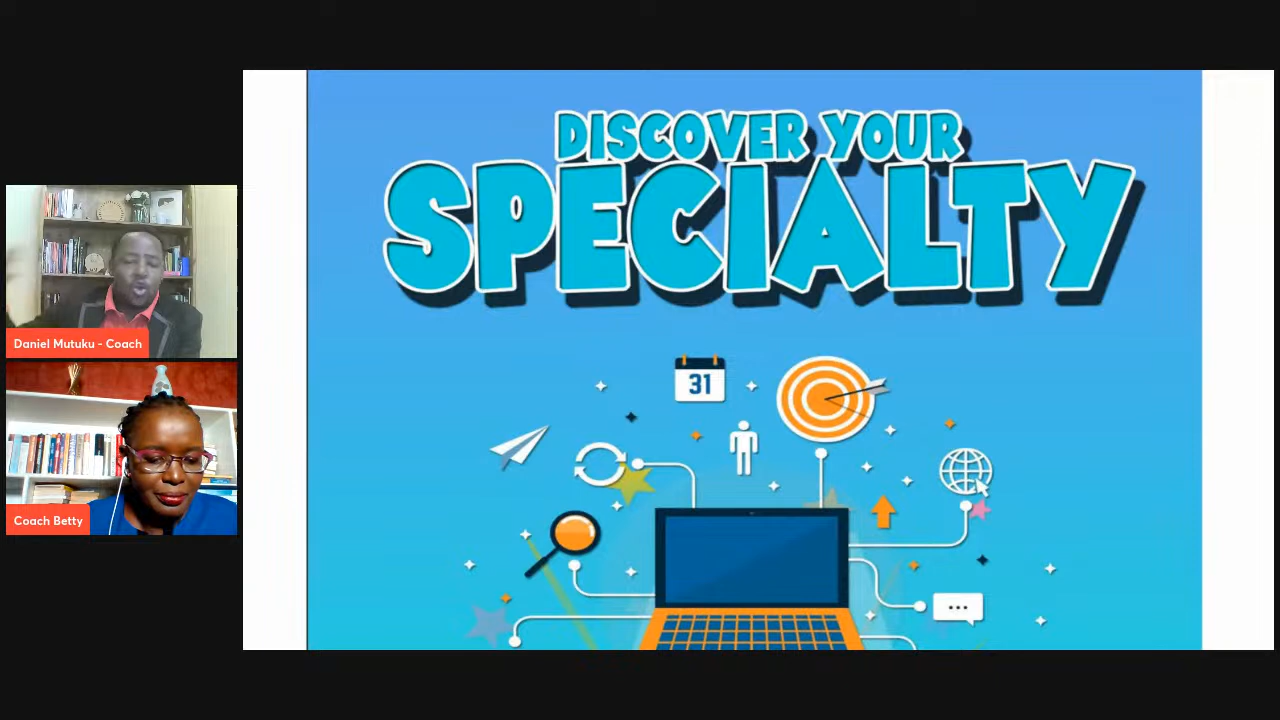 DISCOVER YOUR
SPECIALTY
31
Daniel Mutuku - Coach
Coach Betty